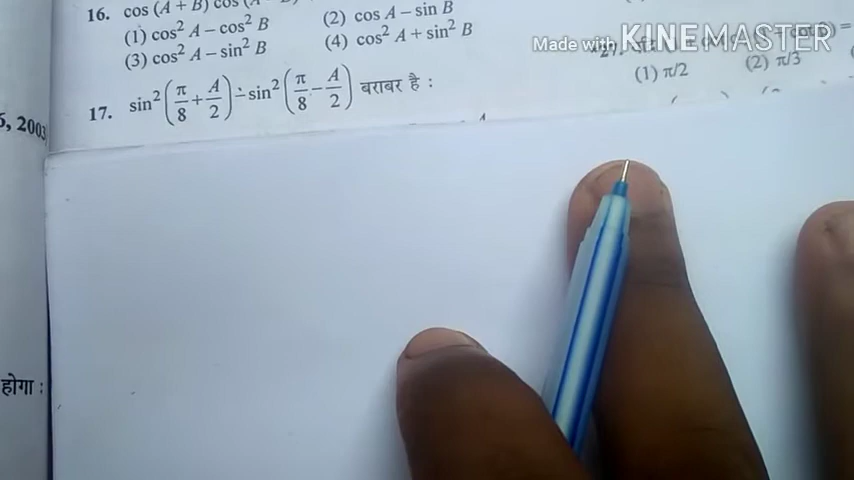 16. cos (A + B) cos (A
(1) cos² A – cos² B (2) cos A – sin B
(3) cos² A – sin² B (4) cos² A + sin² B
17. sin² (π/8 + A/2) – sin² (π/8 – A/2) बराबर है :
5, 2003
होगा :
Made with KINEMASTER
27.
(1) π/2 (2) π/3